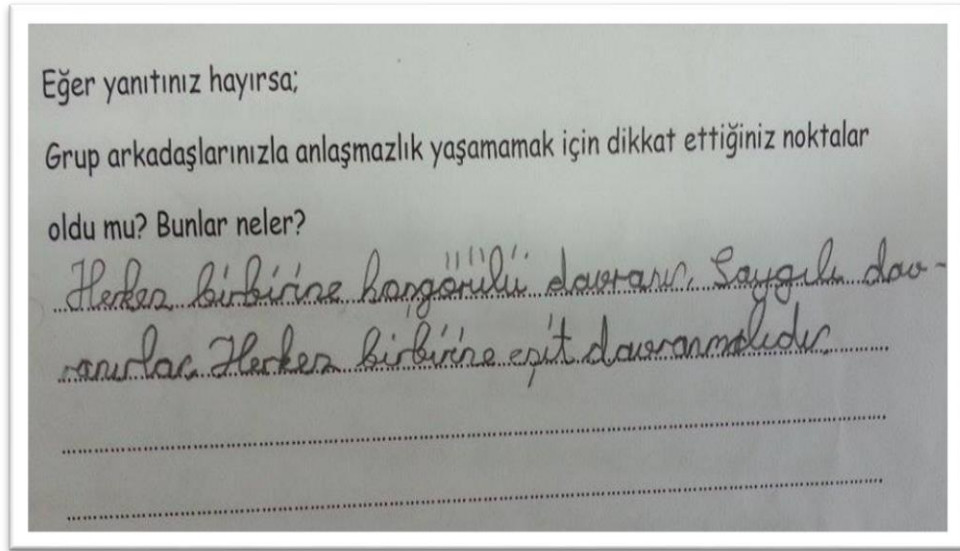 Eğer yanıtınız hayırsa;
Grup arkadaşlarınızla anlaşmazlık yaşamamak için dikkat ettiğiniz noktalar
oldu mu? Bunlar neler?
Herkes birbirine hoşgörülü davranır. Saygılı dav-
ranırlar. Herkes birbirine eşit davranmalıdır.